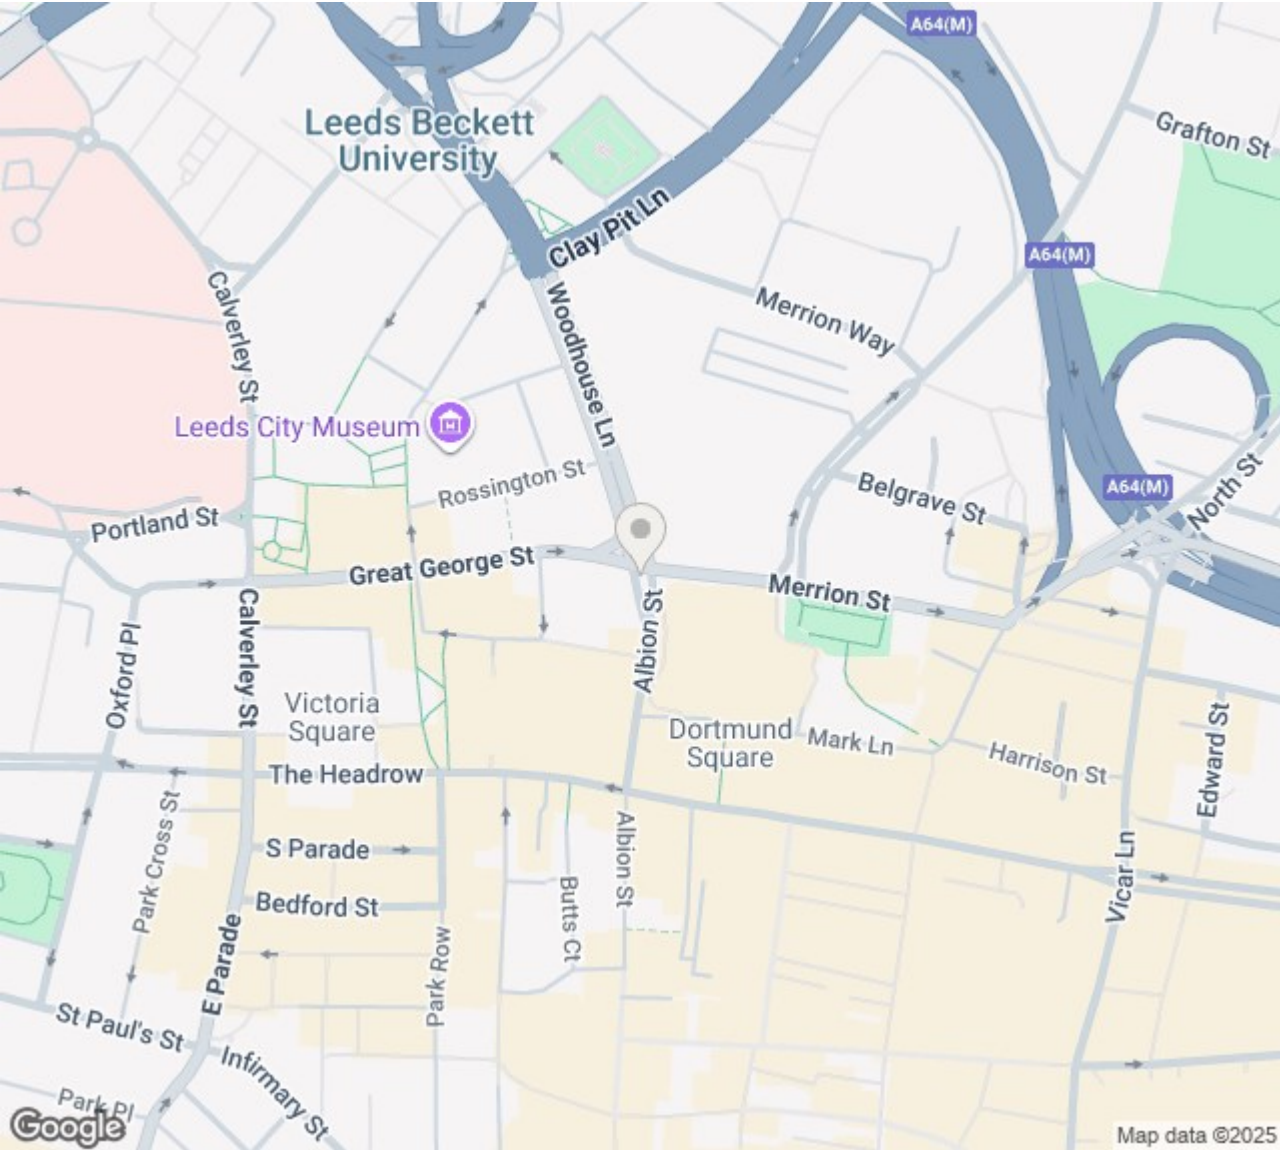 A64(M)
Leeds Beckett
University
Grafton St
Clay Pit Ln
A64(M)
Calverley St
Woodhouse Ln
Merrion Way
Leeds City Museum
Rossington St
Belgrave St
A64(M)
North St
Portland St
Great George St
Merrion St
Oxford Pl
Calverley St
Albion St
Victoria
Square
Dortmund
Square
Mark Ln
Harrison St
Edward St
The Headrow
Park Cross St
S Parade
Albion St
Bedford St
Butts Ct
Vicar Ln
E Parade
Park Row
St Paul's St
Infirmary St
Park Pl
Google
Map data ©2025